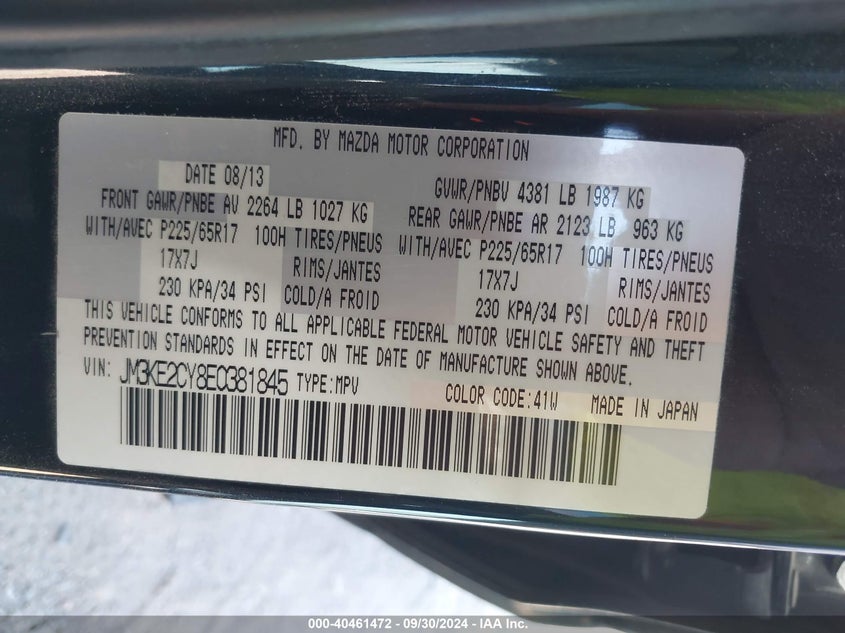 MFD. BY MAZDA MOTOR CORPORATION
DATE 08/13 GVWR/PNBV 4381 LB 1987 KG
FRONT GAWR/PNBE AV 2264 LB 1027 KG REAR GAWR/PNBE AR 2123 LB 963 KG
WITH/AVEC P225/65R17 100H TIRES/PNEUS WITH/AVEC P225/65R17 100H TIRES/PNEUS
17X7J RIMS/JANTES 17X7J RIMS/JANTES
230 KPA/34 PSI COLD/A FROID 230 KPA/34 PSI COLD/A FROID
THIS VEHICLE CONFORMS TO ALL APPLICABLE FEDERAL MOTOR VEHICLE SAFETY AND THEFT
PREVENTION STANDARDS IN EFFECT ON THE DATE OF MANUFACTURE SHOWN ABOVE.
VIN: JM3KE2CY8E0381845 TYPE:MPV COLOR CODE:41W MADE IN JAPAN
000-40461472 - 09/30/2024 - IAA Inc.